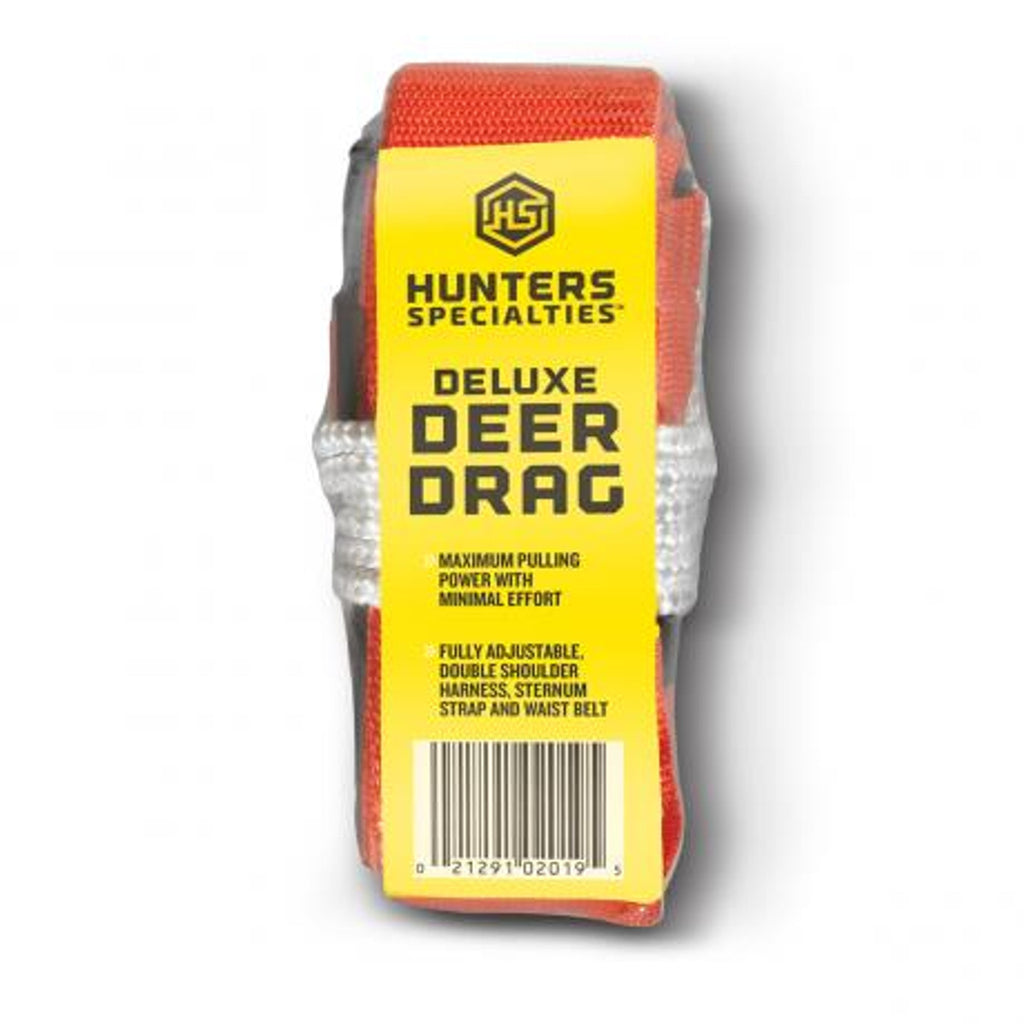 HS
HUNTERS
SPECIALTIES™
DELUXE
DEER
DRAG
» MAXIMUM PULLING
POWER WITH
MINIMAL EFFORT
» FULLY ADJUSTABLE,
DOUBLE SHOULDER
HARNESS, STERNUM
STRAP AND WAIST BELT
0 21291 02019 5